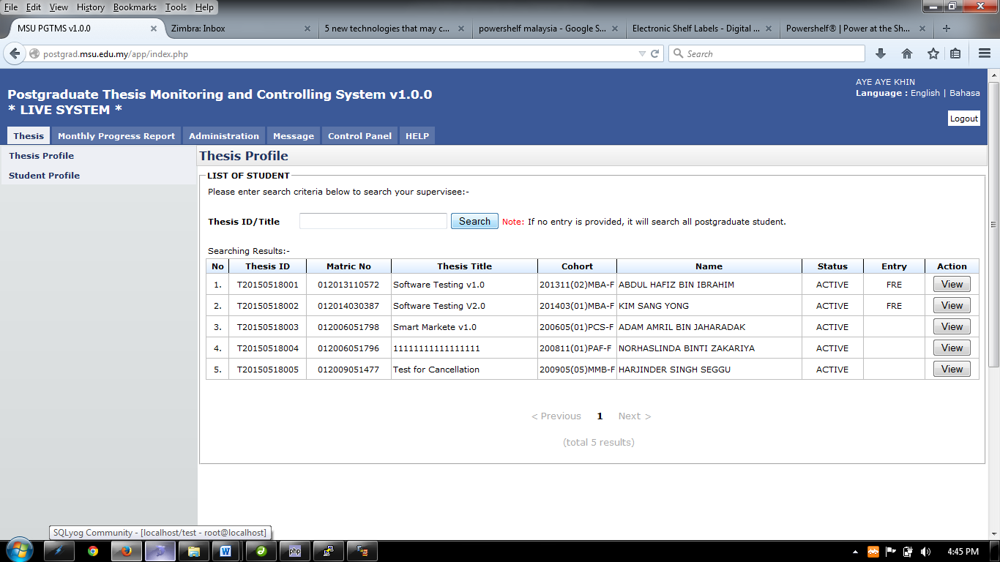 File Edit View History Bookmarks Tools Help
MSU PGTMS v1.0.0 × Zimbra: Inbox × 5 new technologies that may c... × powershelf malaysia - Google S... × Electronic Shelf Labels - Digital ... × Powershelf® | Power at the Sh... × +
postgrad.msu.edu.my/app/index.php Search
AYE AYE KHIN
Language : English | Bahasa
Postgraduate Thesis Monitoring and Controlling System v1.0.0
* LIVE SYSTEM *
Logout
Thesis Monthly Progress Report Administration Message Control Panel HELP
Thesis Profile
Student Profile
Thesis Profile
LIST OF STUDENT
Please enter search criteria below to search your supervisee:-
Thesis ID/Title Search Note: If no entry is provided, it will search all postgraduate student.
Searching Results:-
No Thesis ID Matric No Thesis Title Cohort Name Status Entry Action
1. T20150518001 012013110572 Software Testing v1.0 201311(02)MBA-F ABDUL HAFIZ BIN IBRAHIM ACTIVE FRE View
2. T20150518002 012014030387 Software Testing V2.0 201403(01)MBA-F KIM SANG YONG ACTIVE FRE View
3. T20150518003 012006051798 Smart Markete v1.0 200605(01)PCS-F ADAM AMRIL BIN JAHARADAK ACTIVE View
4. T20150518004 012006051796 11111111111111111 200811(01)PAF-F NORHASLINDA BINTI ZAKARIYA ACTIVE View
5. T20150518005 012009051477 Test for Cancellation 200905(05)MMB-F HARJINDER SINGH SEGGU ACTIVE View
< Previous 1 Next >
(total 5 results)
SQLyog Community - [localhost/test - root@localhost]
php
4:45 PM